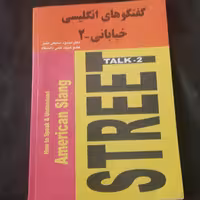 گفتگوهای انگلیسی
خیابانی-۲
How to Speak & Understand
American Slang
STREET
TALK-2